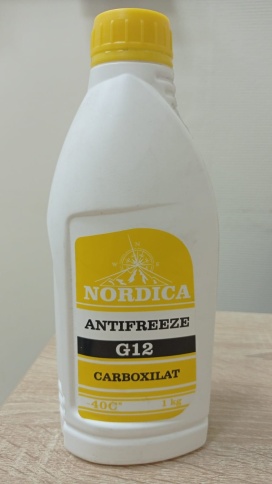 NORDICA
ANTIFREEZE
G12
CARBOXILAT
-40C° 1 kg